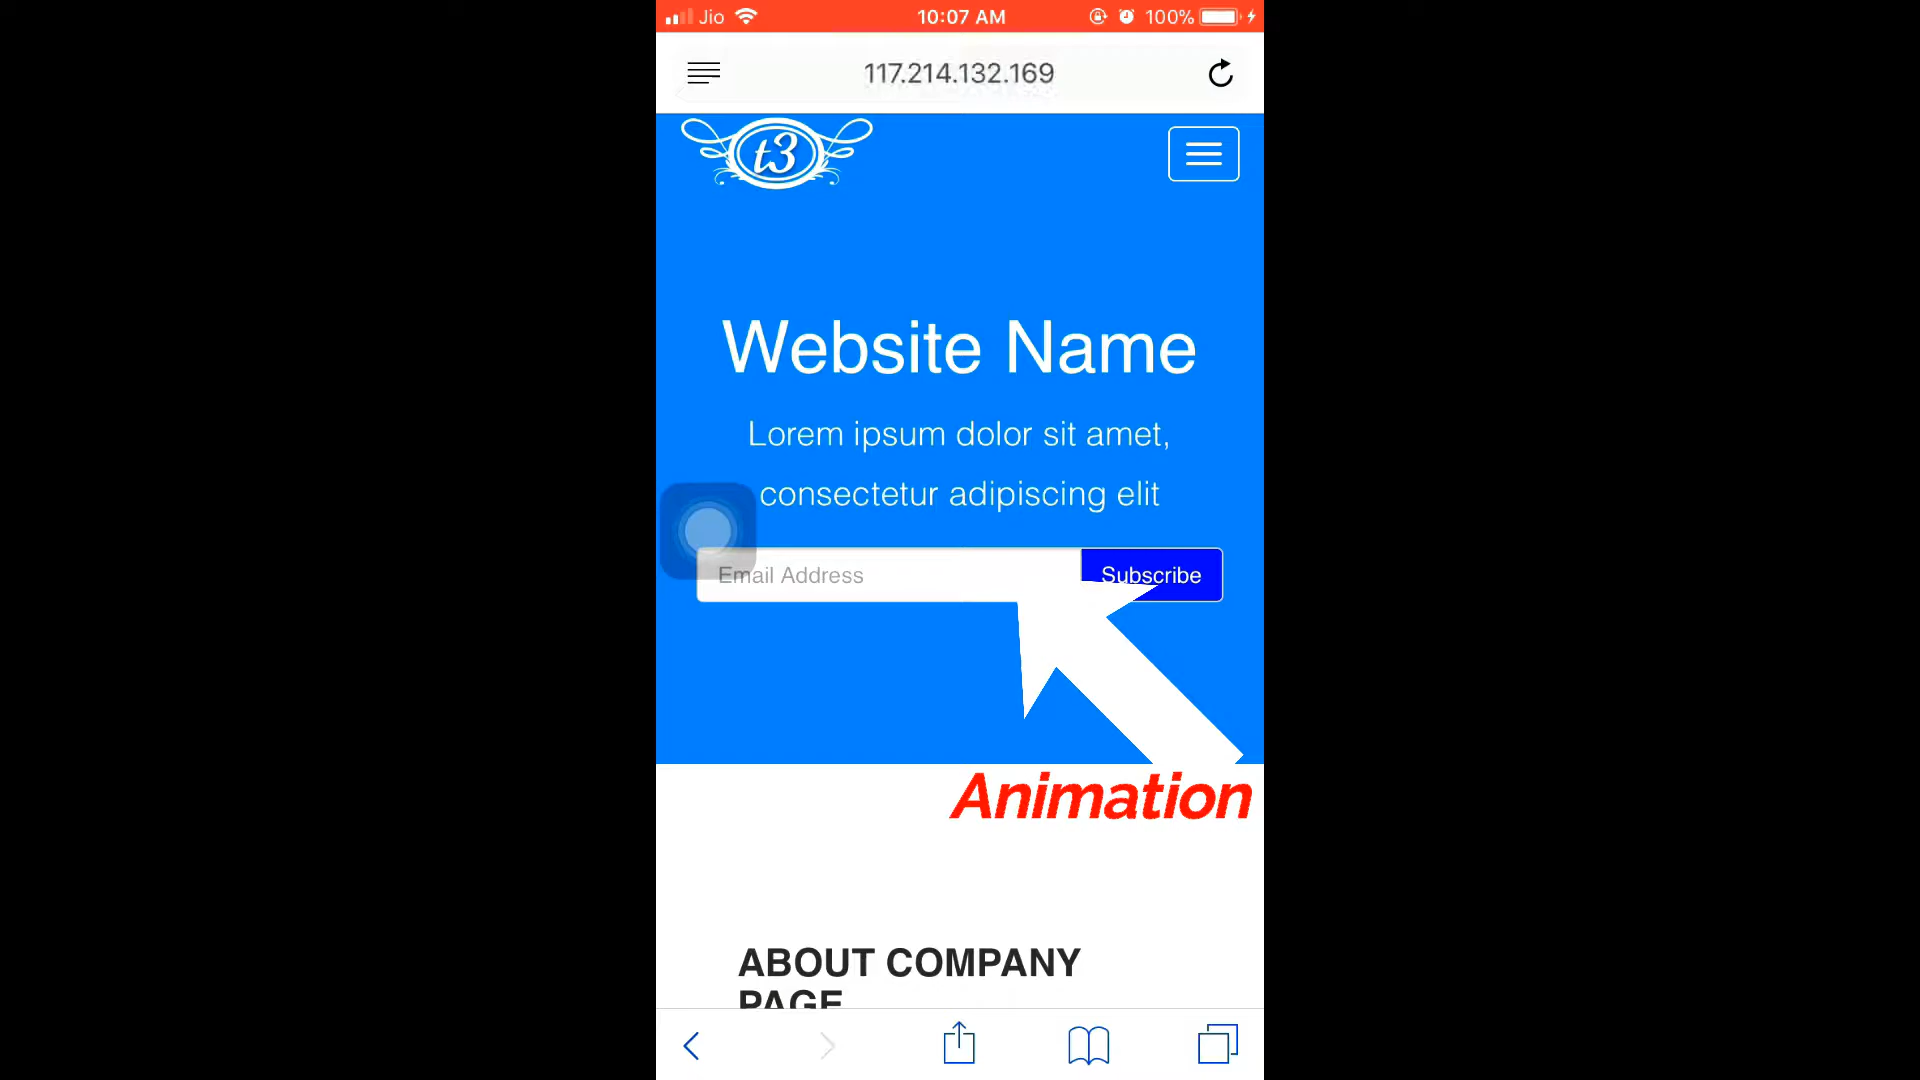 Jio
10:07 AM
100%
117.214.132.169
t3
Website Name
Lorem ipsum dolor sit amet,
consectetur adipiscing elit
Email Address
Subscribe
Animation
ABOUT COMPANY
PAGE